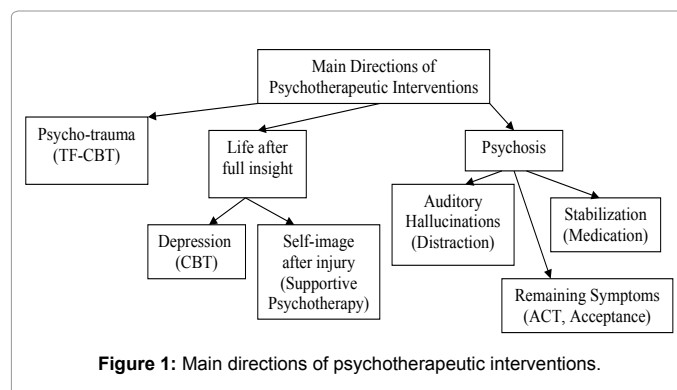 Main Directions of
Psychotherapeutic Interventions
Psycho-trauma
(TF-CBT)
Life after
full insight
Psychosis
Depression
(CBT)
Self-image
after injury
(Supportive
Psychotherapy)
Auditory
Hallucinations
(Distraction)
Stabilization
(Medication)
Remaining Symptoms
(ACT, Acceptance)
Figure 1: Main directions of psychotherapeutic interventions.